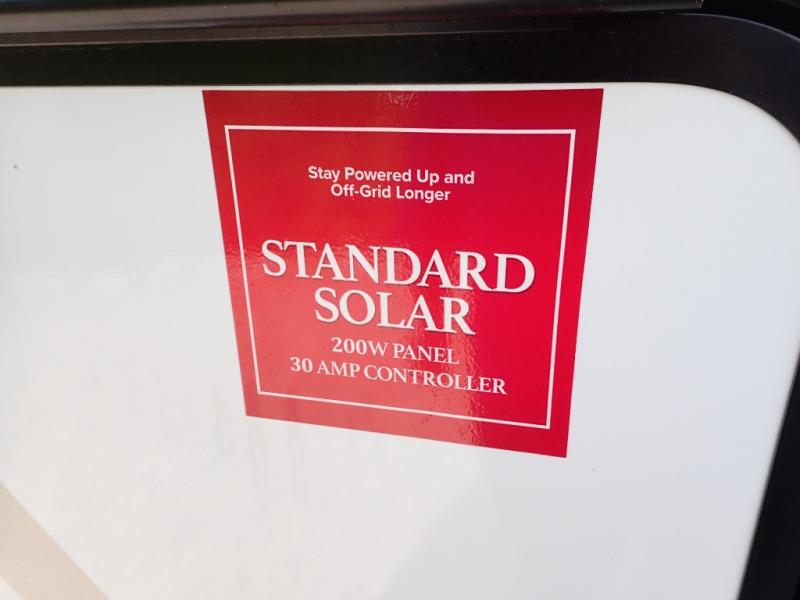 Stay Powered Up and
Off-Grid Longer
STANDARD
SOLAR
200W PANEL
30 AMP CONTROLLER